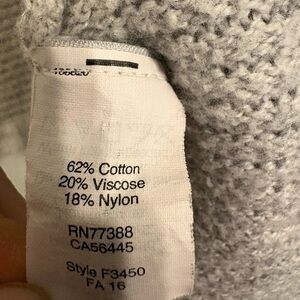 62% Cotton
20% Viscose
18% Nylon
RN77388
CA56445
Style F3450
FA 16